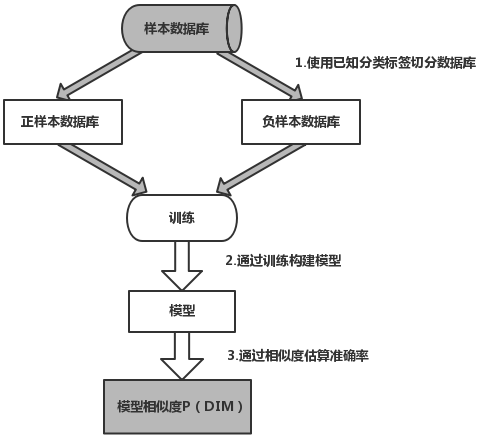 样本数据库
1.使用已知分类标签切分数据库
正样本数据库
负样本数据库
训练
2.通过训练构建模型
模型
3.通过相似度估算准确率
模型相似度P（DIM）